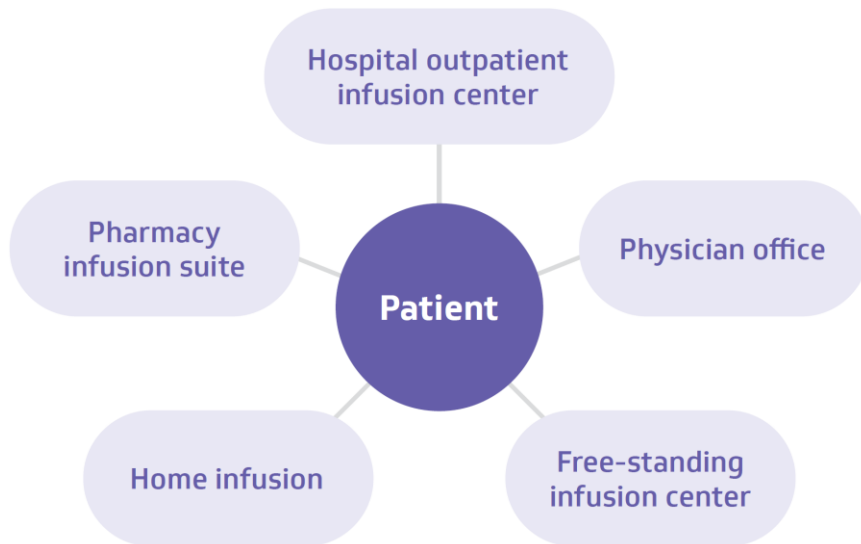 Hospital outpatient
infusion center
Pharmacy
infusion suite
Physician office
Patient
Home infusion
Free-standing
infusion center